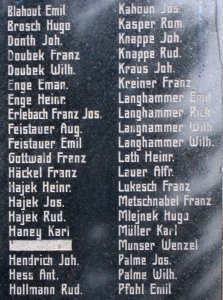 Blahout Emil
Brosch Hugo
Donth Joh.
Doubek Franz
Doubek Wilh.
Enge Eman.
Enge Heinr.
Erlebach Franz Jos.
Feistauer Aug.
Feistauer Emil
Gottwald Franz
Häckel Franz
Hajek Heinr.
Hajek Jos.
Hajek Rud.
Haney Karl
Hendrich Joh.
Hess Ant.
Hollmann Rud.
Kahoun Jos.
Kasper Rom.
Knappe Joh.
Knappe Rud.
Kraus Joh.
Kreiner Franz
Langhammer Emil
Langhammer Rich.
Langhammer Wilh.
Langhammer Wilh.
Lath Heinr.
Lauer Alfr.
Lukesch Franz
Metschnabel Franz
Mlejnek Hugo
Müller Karl
Munser Wenzel
Palme Jos.
Palme Wilh.
Pfohl Emil